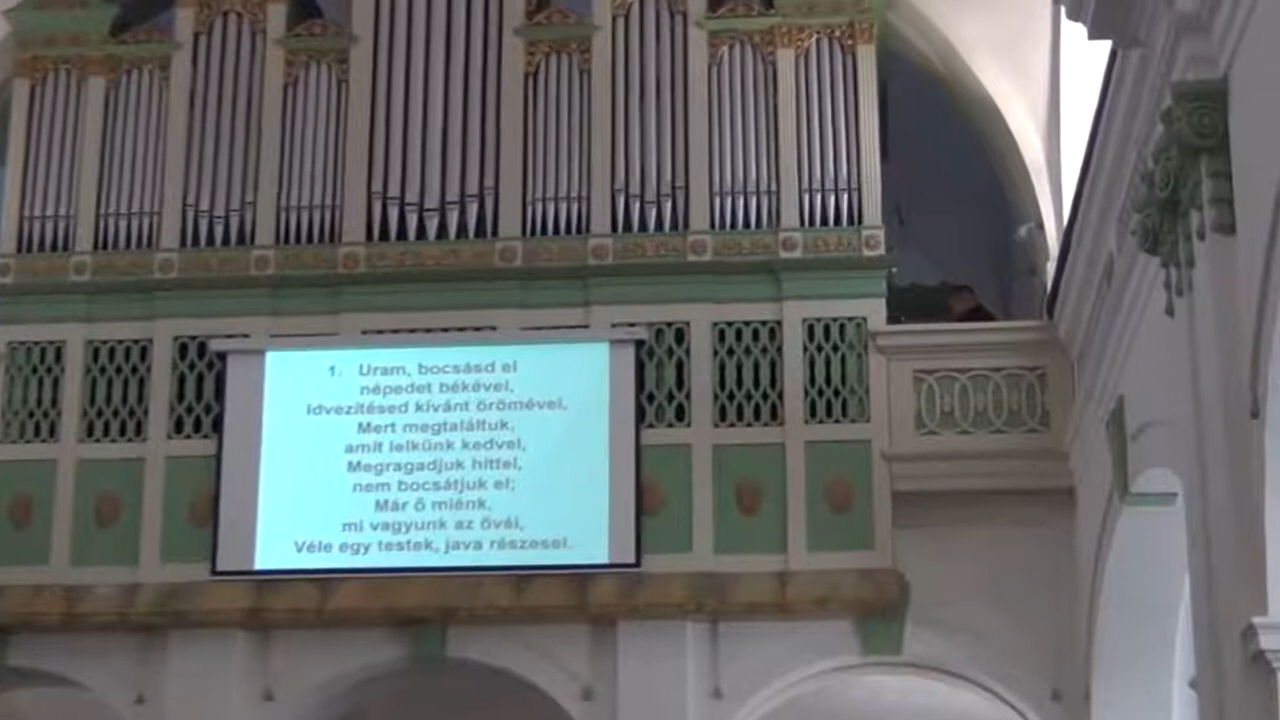 1. Uram, bocsásd el
népedet békével,
Idvezítésed kívánt örömével,
Mert megtaláltuk,
amit lelkünk kedvel,
Megragadjuk hittel,
nem bocsátjuk el;
Már ő miénk,
mi vagyunk az övéi,
Véle egy testek, java részesei.